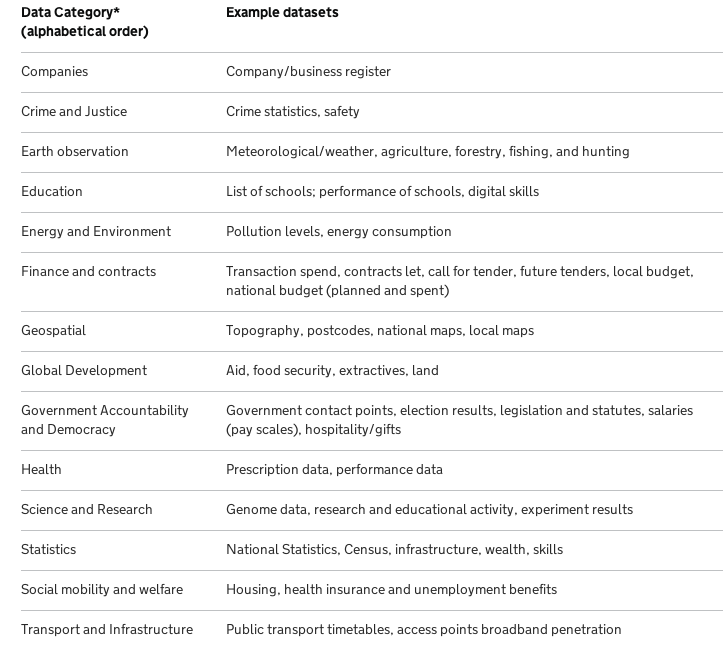 Data Category* Example datasets
(alphabetical order)
Companies Company/business register
Crime and Justice Crime statistics, safety
Earth observation Meteorological/weather, agriculture, forestry, fishing, and hunting
Education List of schools; performance of schools, digital skills
Energy and Environment Pollution levels, energy consumption
Finance and contracts Transaction spend, contracts let, call for tender, future tenders, local budget,
national budget (planned and spent)
Geospatial Topography, postcodes, national maps, local maps
Global Development Aid, food security, extractives, land
Government Accountability Government contact points, election results, legislation and statutes, salaries
and Democracy (pay scales), hospitality/gifts
Health Prescription data, performance data
Science and Research Genome data, research and educational activity, experiment results
Statistics National Statistics, Census, infrastructure, wealth, skills
Social mobility and welfare Housing, health insurance and unemployment benefits
Transport and Infrastructure Public transport timetables, access points broadband penetration